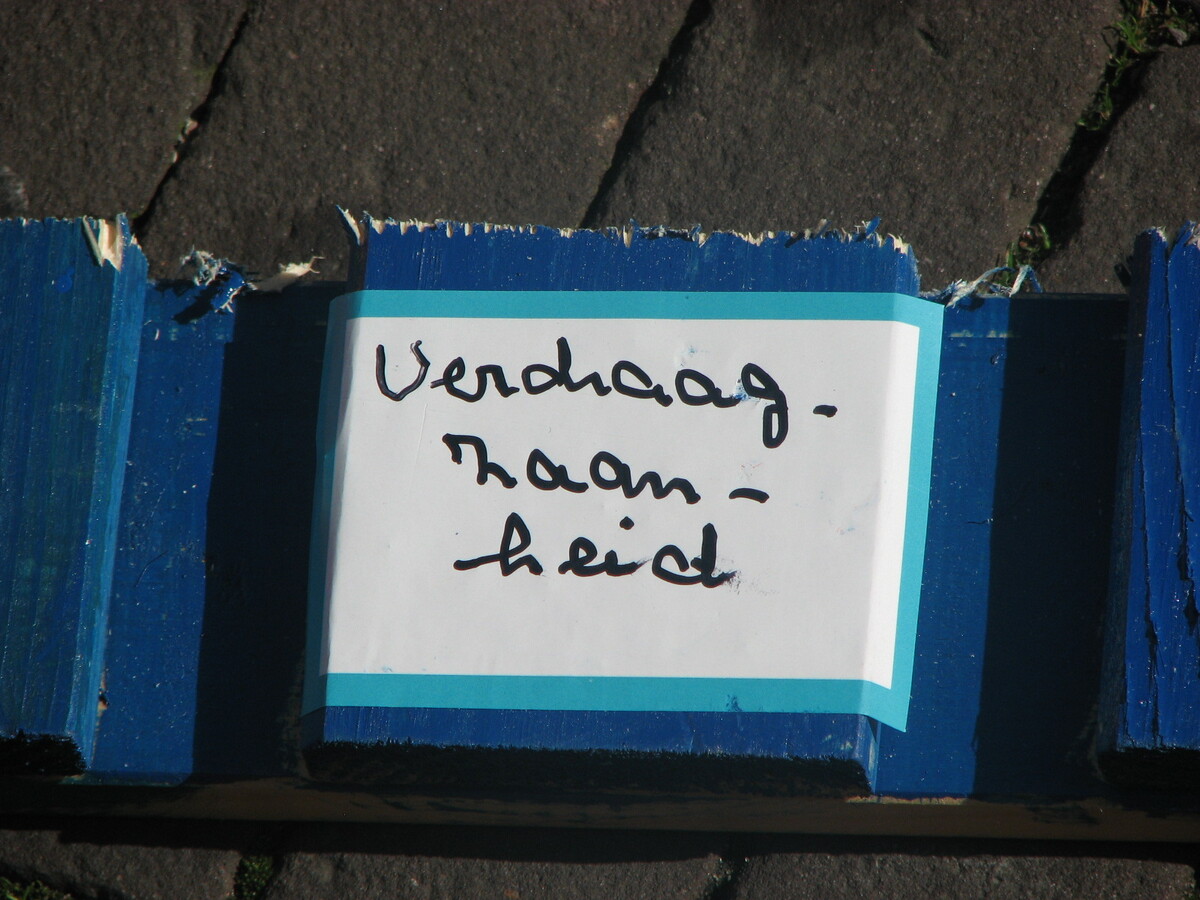 Verdraag-
zaam-
heid